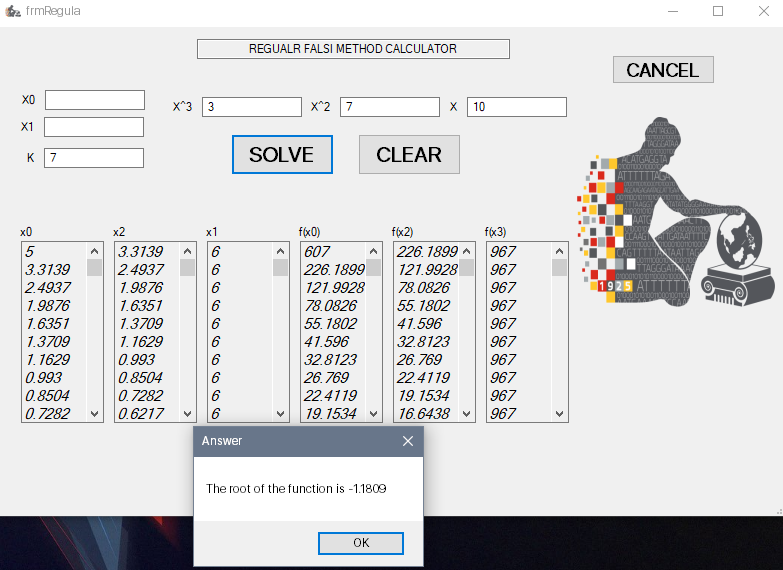 frmRegula
REGUALR FALSI METHOD CALCULATOR
CANCEL
X0
X^3 3 X^2 7 X 10
X1
K 7
SOLVE CLEAR
x0 x2 x1 f(x0) f(x2) f(x3)
5 3.3139 6 607 226.1899 967
3.3139 2.4937 6 226.1899 121.9928 967
2.4937 1.9876 6 121.9928 78.0826 967
1.9876 1.6351 6 78.0826 55.1802 967
1.6351 1.3709 6 55.1802 41.596 967
1.3709 1.1629 6 41.596 32.8123 967
1.1629 0.993 6 32.8123 26.769 967
0.993 0.8504 6 26.769 22.4119 967
0.8504 0.7282 6 22.4119 19.1534 967
0.7282 0.6217 6 19.1534 16.6438 967
1925
Answer
The root of the function is -1.1809
OK